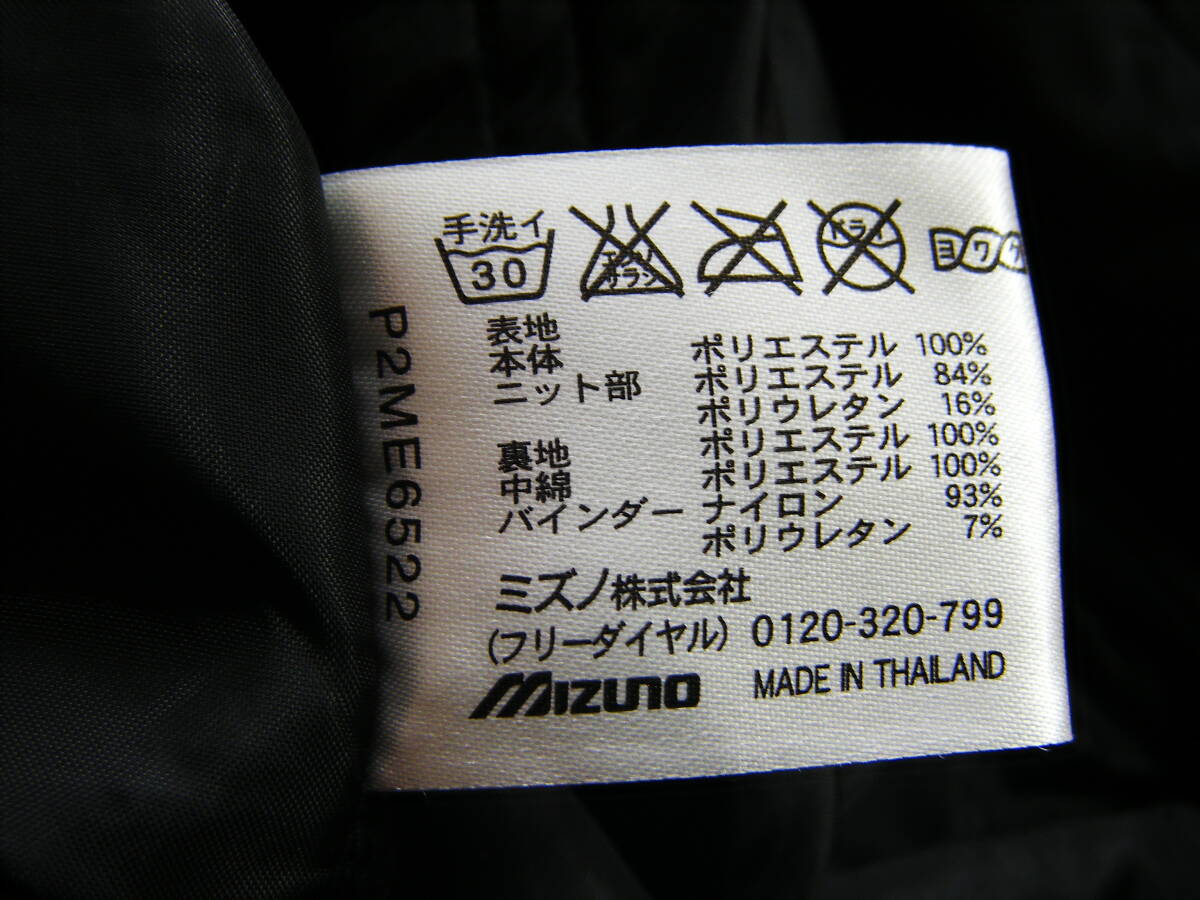 手洗イ
30
エンソ
サラシ
ドライ
ヨワク
表地
本体 ポリエステル 100%
ニット部 ポリエステル 84%
ポリウレタン 16%
裏地 ポリエステル 100%
中綿 ポリエステル 100%
バインダー ナイロン 93%
ポリウレタン 7%
ミズノ株式会社
(フリーダイヤル) 0120-320-799
MIZUNO MADE IN THAILAND
P2ME6522